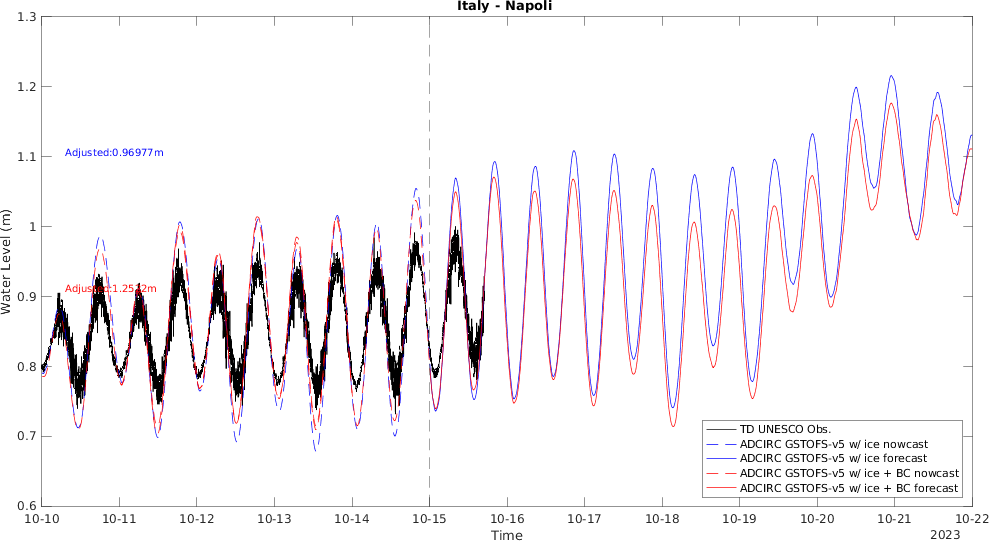 Italy - Napoli
Water Level (m)
1.3
1.2
1.1
1
0.9
0.8
0.7
0.6
Adjusted:0.96977m
TD UNESCO Obs.
ADCIRC GSTOFS-v5 w/ ice nowcast
ADCIRC GSTOFS-v5 w/ ice forecast
ADCIRC GSTOFS-v5 w/ ice + BC nowcast
ADCIRC GSTOFS-v5 w/ ice + BC forecast
10-10 10-11 10-12 10-13 10-14 10-15 10-16 10-17 10-18 10-19 10-20 10-21 10-22
Time
2023